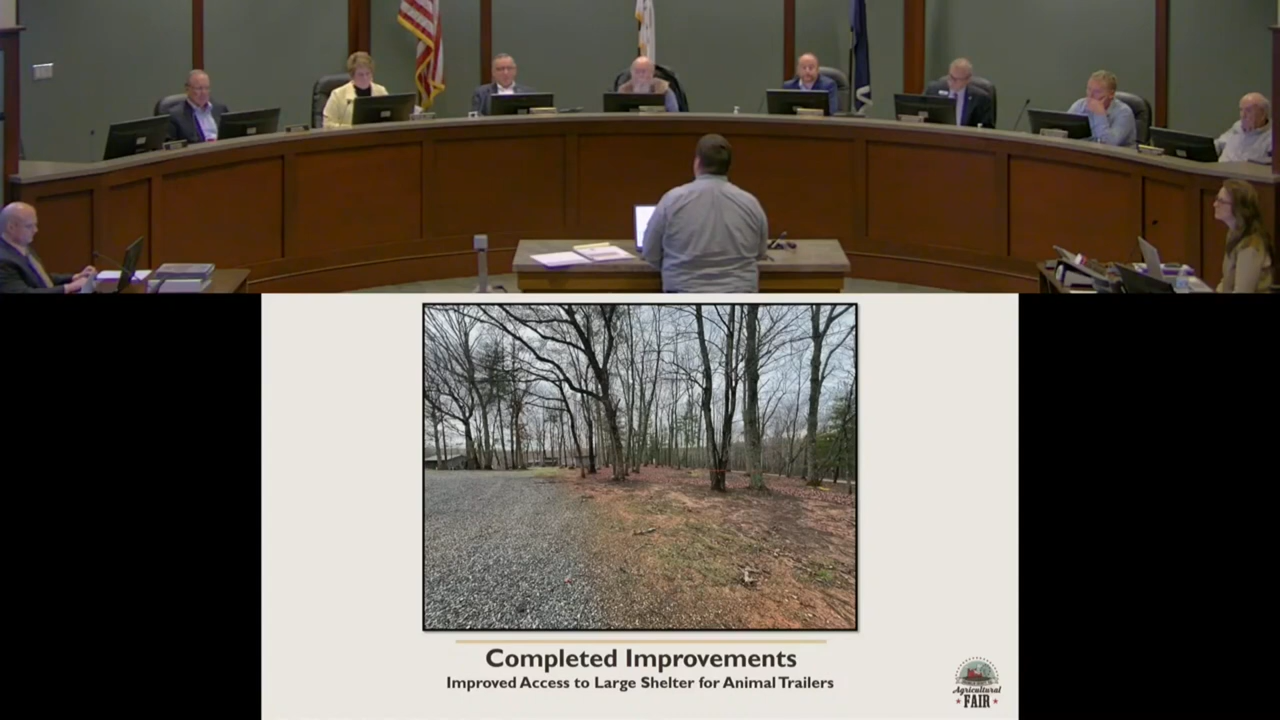 Completed Improvements
Improved Access to Large Shelter for Animal Trailers
Agricultural
FAIR